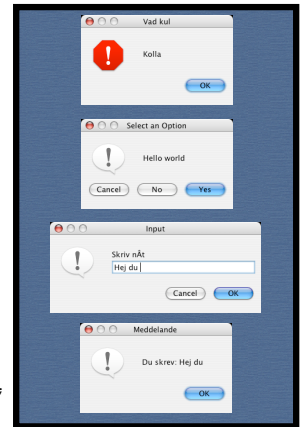 Vad kul
Kolla
OK
Select an Option
Hello world
Cancel No Yes
Input
Skriv nÂt
Hej du
Cancel OK
Meddelande
Du skrev: Hej du
OK